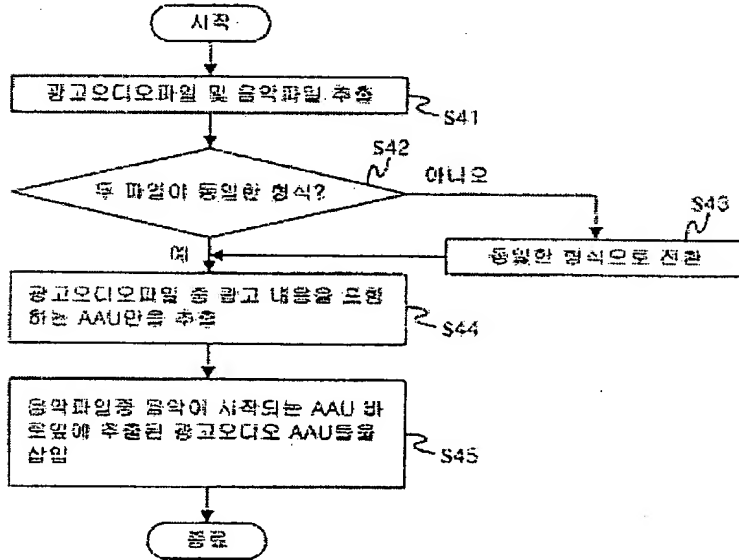 시작
광고오디오파일 및 음악파일 추출
S41
S42
두 파일이 동일한 형식?
아니오
S43
예
동일한 형식으로 전환
광고오디오파일 중 광고 내용을 포함
하는 AAU만을 추출
S44
음악파일중 음악이 시작되는 AAU 바
로앞에 추출된 광고오디오 AAU들을
삽입
S45
종료